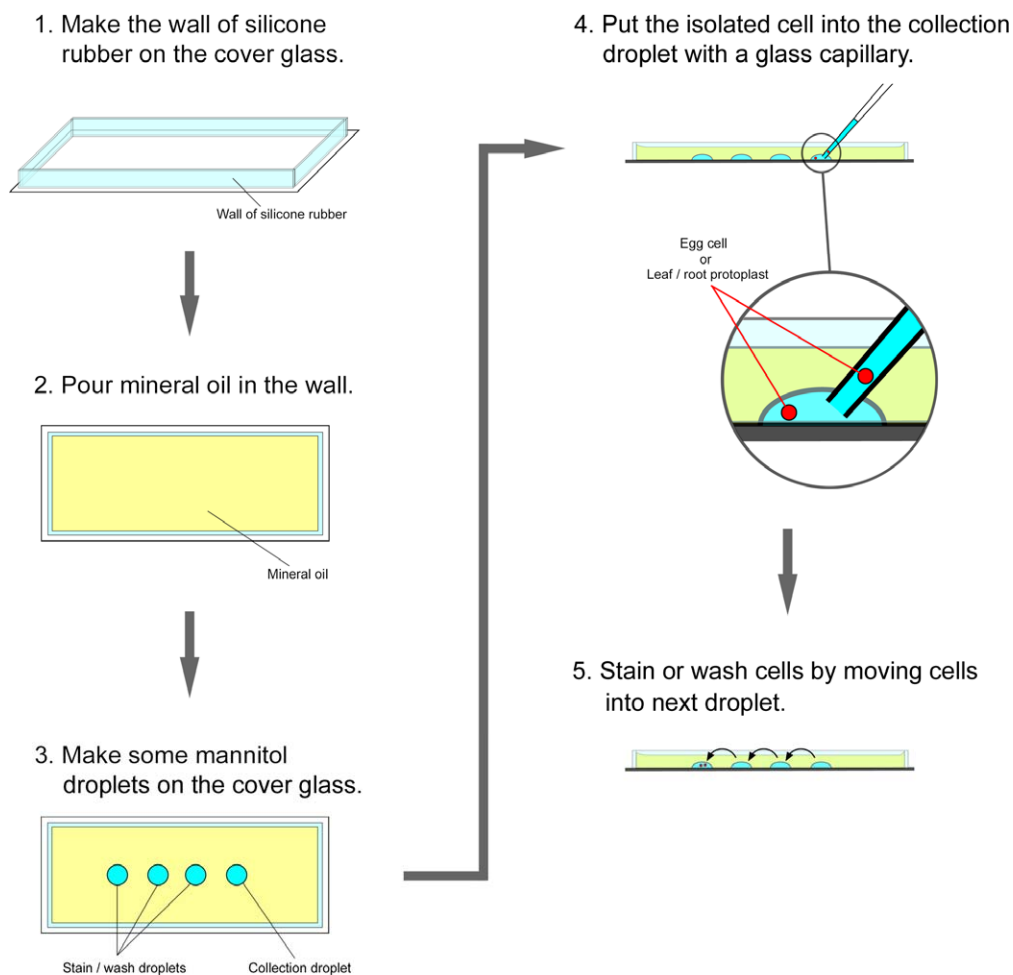 1. Make the wall of silicone
rubber on the cover glass.
Wall of silicone rubber
2. Pour mineral oil in the wall.
Mineral oil
3. Make some mannitol
droplets on the cover glass.
Stain / wash droplets
Collection droplet
4. Put the isolated cell into the collection
droplet with a glass capillary.
Egg cell
or
Leaf / root protoplast
5. Stain or wash cells by moving cells
into next droplet.